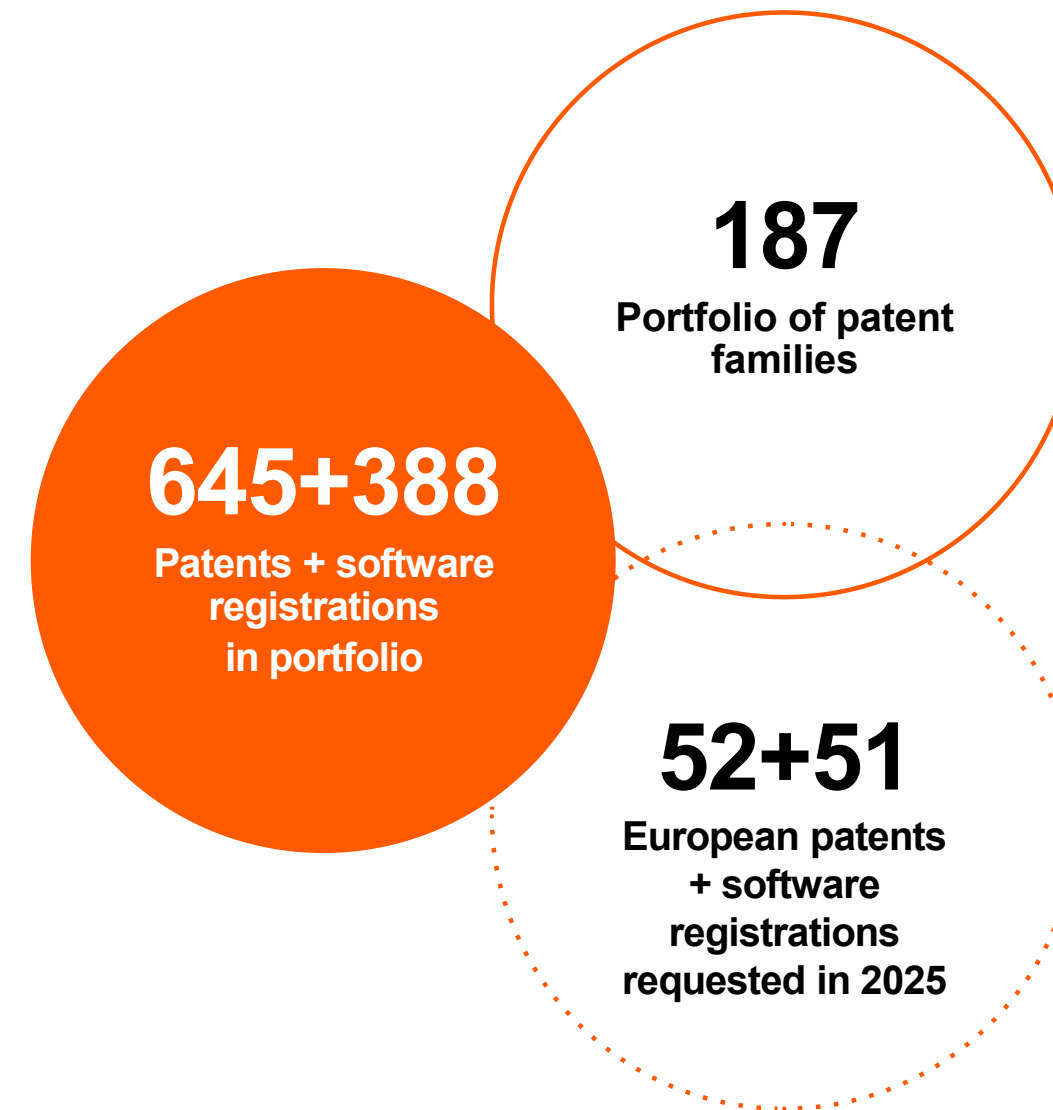 187
Portfolio of patent
families
645+388
Patents + software
registrations
in portfolio
52+51
European patents
+ software
registrations
requested in 2025